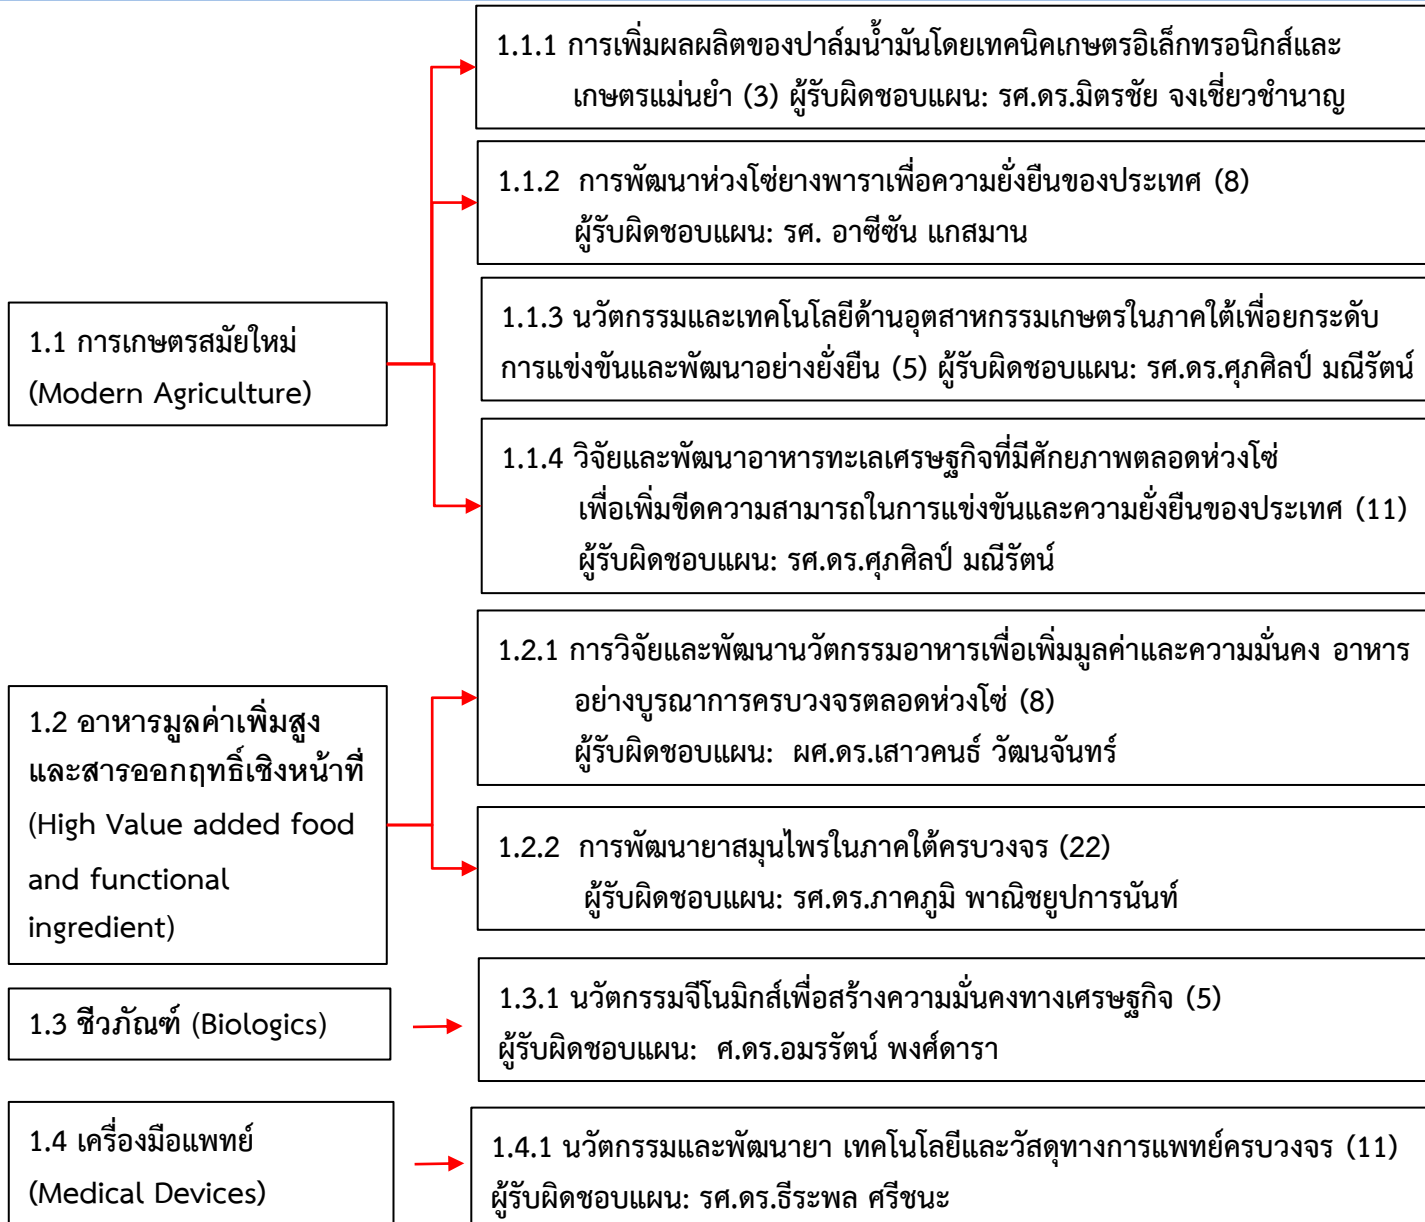 1.1 การเกษตรสมัยใหม่
(Modern Agriculture)
1.1.1 การเพิ่มผลผลิตของปาล์มน้ำมันโดยเทคนิคเกษตรอิเล็กทรอนิกส์และ
เกษตรแม่นยำ (3) ผู้รับผิดชอบแผน: รศ.ดร.มิตรชัย จงเชี่ยวชำนาญ
1.1.2 การพัฒนาห่วงโซ่ยางพาราเพื่อความยั่งยืนของประเทศ (8)
ผู้รับผิดชอบแผน: รศ. อาซีซัน แกสมาน
1.1.3 นวัตกรรมและเทคโนโลยีด้านอุตสาหกรรมเกษตรในภาคใต้เพื่อยกระดับ
การแข่งขันและพัฒนาอย่างยั่งยืน (5) ผู้รับผิดชอบแผน: รศ.ดร.ศุภศิลป์ มณีรัตน์
1.1.4 วิจัยและพัฒนาอาหารทะเลเศรษฐกิจที่มีศักยภาพตลอดห่วงโซ่
เพื่อเพิ่มขีดความสามารถในการแข่งขันและความยั่งยืนของประเทศ (11)
ผู้รับผิดชอบแผน: รศ.ดร.ศุภศิลป์ มณีรัตน์
1.2 อาหารมูลค่าเพิ่มสูง
และสารออกฤทธิ์เชิงหน้าที่
(High Value added food
and functional
ingredient)
1.2.1 การวิจัยและพัฒนานวัตกรรมอาหารเพื่อเพิ่มมูลค่าและความมั่นคง อาหาร
อย่างบูรณาการครบวงจรตลอดห่วงโซ่ (8)
ผู้รับผิดชอบแผน: ผศ.ดร.เสาวคนธ์ วัฒนจันทร์
1.2.2 การพัฒนายาสมุนไพรในภาคใต้ครบวงจร (22)
ผู้รับผิดชอบแผน: รศ.ดร.ภาคภูมิ พาณิชยูปการนันท์
1.3 ชีวภัณฑ์ (Biologics)
1.3.1 นวัตกรรมจีโนมิกส์เพื่อสร้างความมั่นคงทางเศรษฐกิจ (5)
ผู้รับผิดชอบแผน: ศ.ดร.อมรรัตน์ พงศ์ดารา
1.4 เครื่องมือแพทย์
(Medical Devices)
1.4.1 นวัตกรรมและพัฒนายา เทคโนโลยีและวัสดุทางการแพทย์ครบวงจร (11)
ผู้รับผิดชอบแผน: รศ.ดร.ธีระพล ศรีชนะ